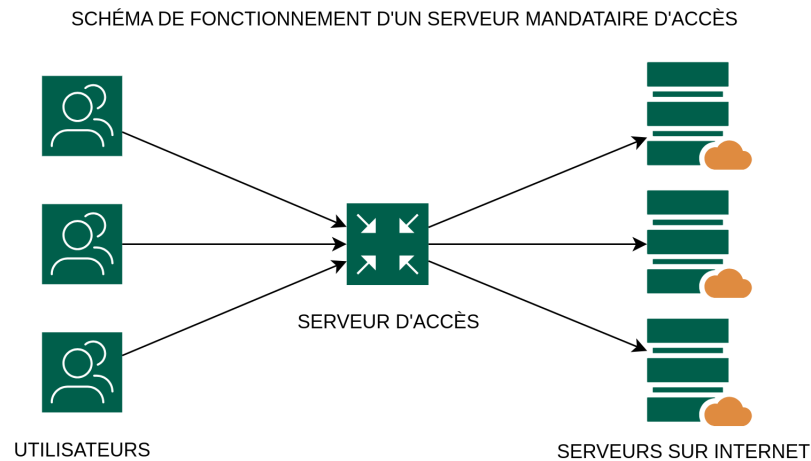 SCHÉMA DE FONCTIONNEMENT D'UN SERVEUR MANDATAIRE D'ACCÈS
SERVEUR D'ACCÈS
UTILISATEURS
SERVEURS SUR INTERNET